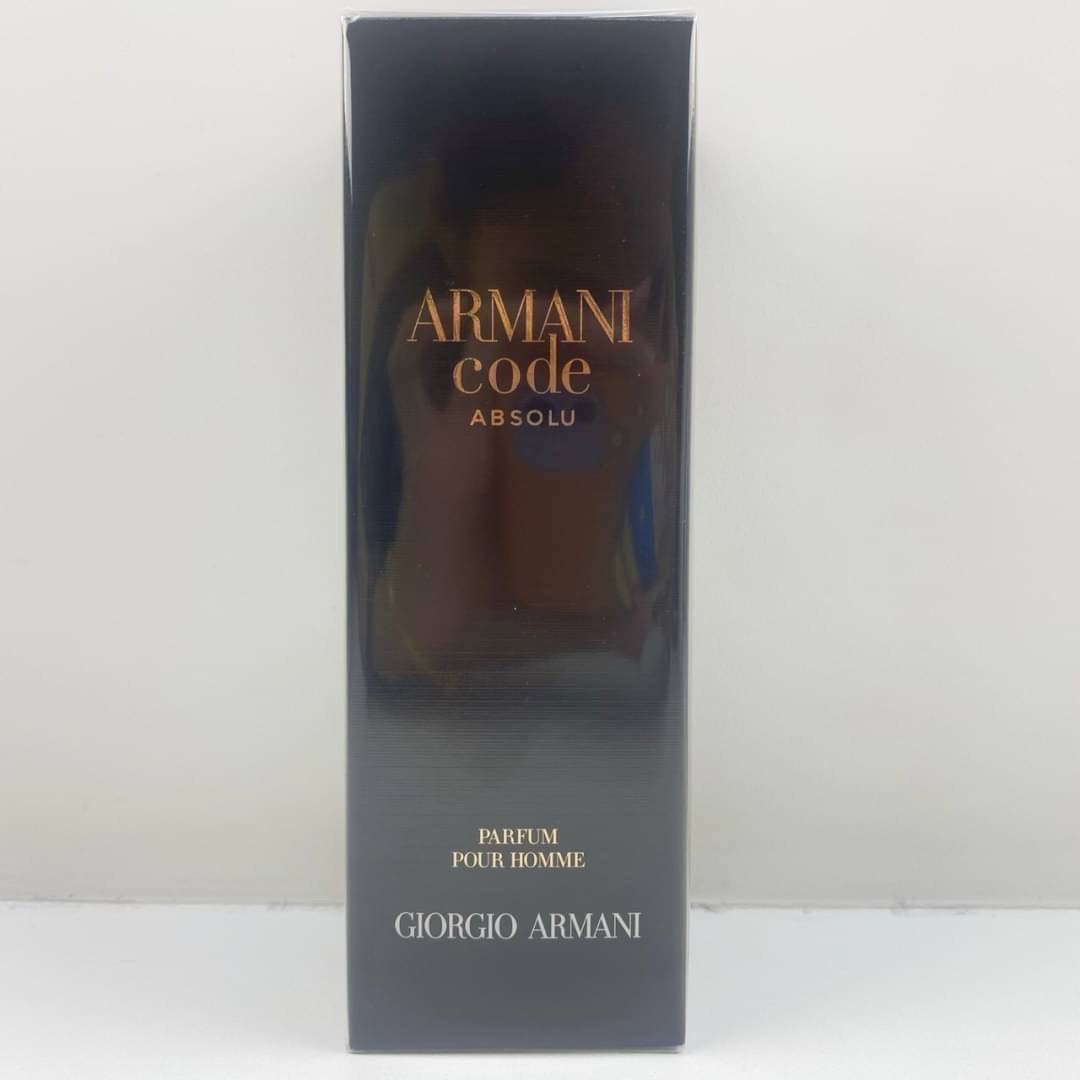 ARMANI
code
ABSOLU
PARFUM
POUR HOMME
GIORGIO ARMANI